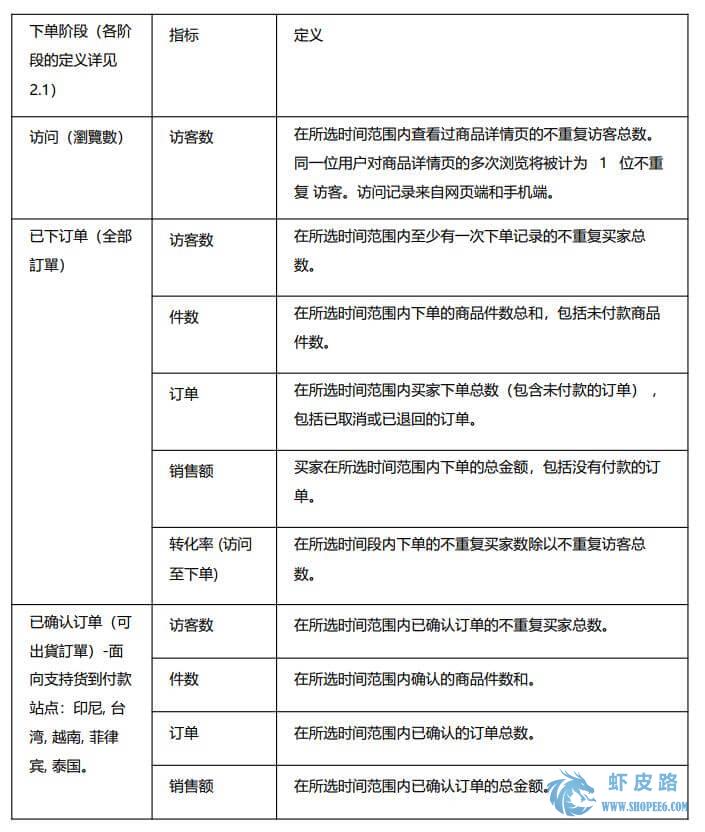 下单阶段（各阶
段的定义详见
2.1）
指标
定义
访问（瀏覽數）
访客数
在所选时间范围内查看过商品详情页的不重复访客总数。
同一位用户对商品详情页的多次浏览将被计为 1 位不重
复 访客。访问记录来自网页端和手机端。
已下订单（全部
訂單）
访客数
在所选时间范围内至少有一次下单记录的不重复买家总
数。
件数
在所选时间范围内下单的商品件数总和，包括未付款商品
件数。
订单
在所选时间范围内买家下单总数（包含未付款的订单），
包括已取消或已退回的订单。
销售额
买家在所选时间范围内下单的总金额，包括没有付款的订
单。
转化率 (访问
至下单)
在所选时间段内下单的不重复买家数除以不重复访客总
数。
已确认订单（可
出貨訂單）-面
向支持货到付款
站点：印尼, 台
湾, 越南, 菲律
宾, 泰国。
访客数
在所选时间范围内已确认订单的不重复买家总数。
件数
在所选时间范围内确认的商品件数和。
订单
在所选时间范围内已确认的订单总数。
销售额
在所选时间范围内已确认订单的总金额。
虾皮路
WWW.SHOPEE6.COM